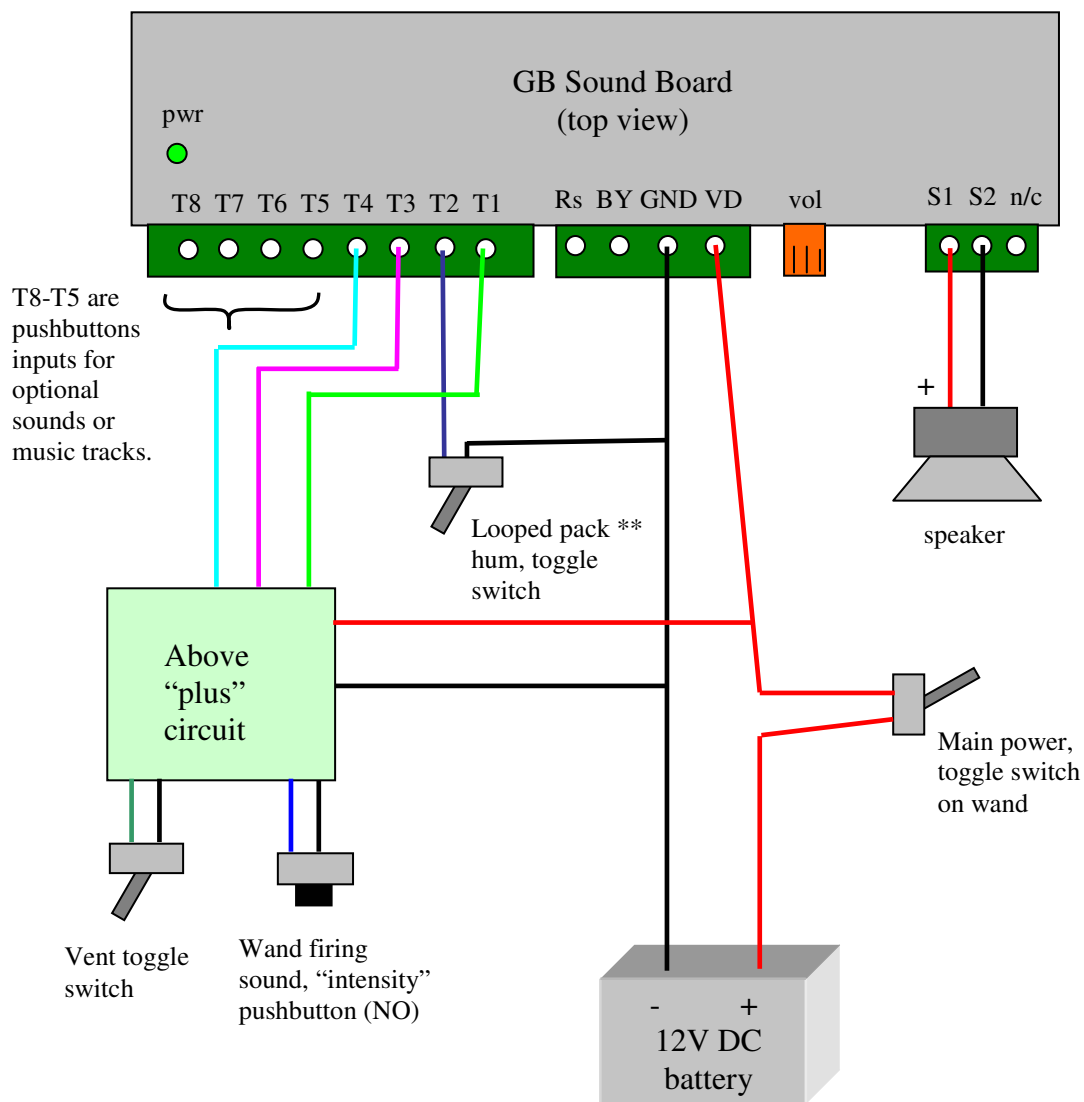 GB Sound Board
(top view)
pwr
T8 T7 T6 T5 T4 T3 T2 T1
Rs BY GND VD
vol
S1 S2 n/c
T8-T5 are
pushbuttons
inputs for
optional
sounds or
music tracks.
+
speaker
Looped pack **
hum, toggle
switch
Above
“plus”
circuit
Main power,
toggle switch
on wand
Vent toggle
switch
Wand firing
sound, “intensity”
pushbutton (NO)
- +
12V DC
battery